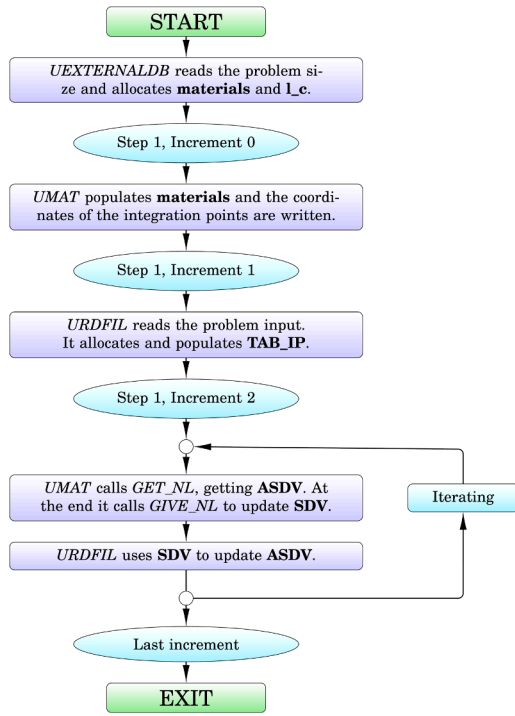 START
UEXTERNALDB reads the problem si-
ze and allocates materials and l_c.
Step 1, Increment 0
UMAT populates materials and the coordi-
nates of the integration points are written.
Step 1, Increment 1
URDFIL reads the problem input.
It allocates and populates TAB_IP.
Step 1, Increment 2
UMAT calls GET_NL, getting ASDV. At
the end it calls GIVE_NL to update SDV.
Iterating
URDFIL uses SDV to update ASDV.
Last increment
EXIT